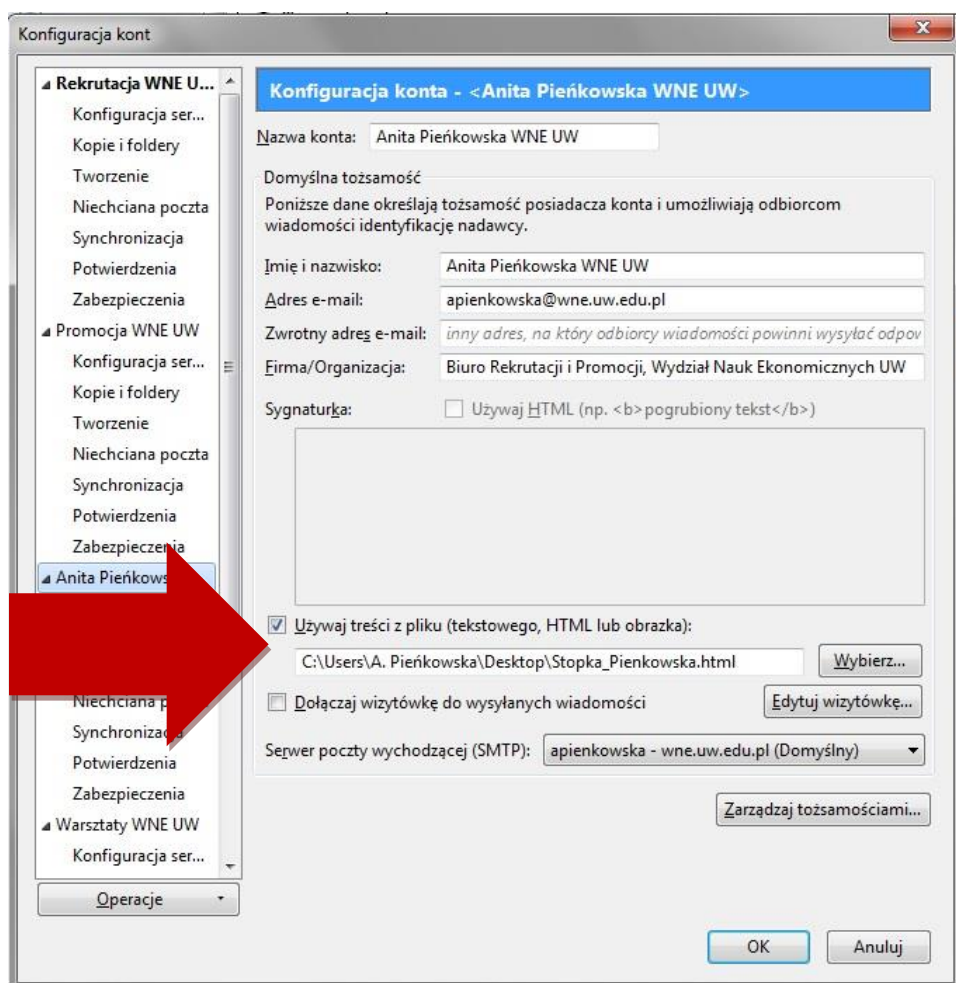 Konfiguracja kont
Rekrutacja WNE U...
Konfiguracja ser...
Kopie i foldery
Tworzenie
Niechciana poczta
Synchronizacja
Potwierdzenia
Zabezpieczenia
Promocja WNE UW
Konfiguracja ser...
Kopie i foldery
Tworzenie
Niechciana poczta
Synchronizacja
Potwierdzenia
Zabezpieczenia
Anita
Niechciana
Potwierdzenia
Zabezpieczenia
Warsztaty WNE UW
Konfiguracja ser...
Operacje
Konfiguracja konta - <Anita Pieńkowska WNE UW>
Nazwa konta: Anita Pieńkowska WNE UW
Domyślna tożsamość
Poniższe dane określają tożsamość posiadacza konta i umożliwiają odbiorcom
wiadomości identyfikację nadawcy.
Imię i nazwisko: Anita Pieńkowska WNE UW
Adres e-mail: apienkowska@wne.uw.edu.pl
Zwrotny adres e-mail: inny adres, na który odbiorcy wiadomości powinni wysyłać odpow
Firma/Organizacja: Biuro Rekrutacji i Promocji, Wydział Nauk Ekonomicznych UW
Sygnaturka: Używaj HTML (np. <b>pogrubiony tekst</b>)
Używaj treści z pliku (tekstowego, HTML lub obrazka):
C:\Users\A. Pieńkowska\Desktop\Stopka_Pienkowska.html Wybierz...
Dołączaj wizytówkę do wysyłanych wiadomości Edytuj wizytówkę...
Serwer poczty wychodzącej (SMTP): apienkowska - wne.uw.edu.pl (Domyślny)
Zarządzaj tożsamościami...
OK Anuluj